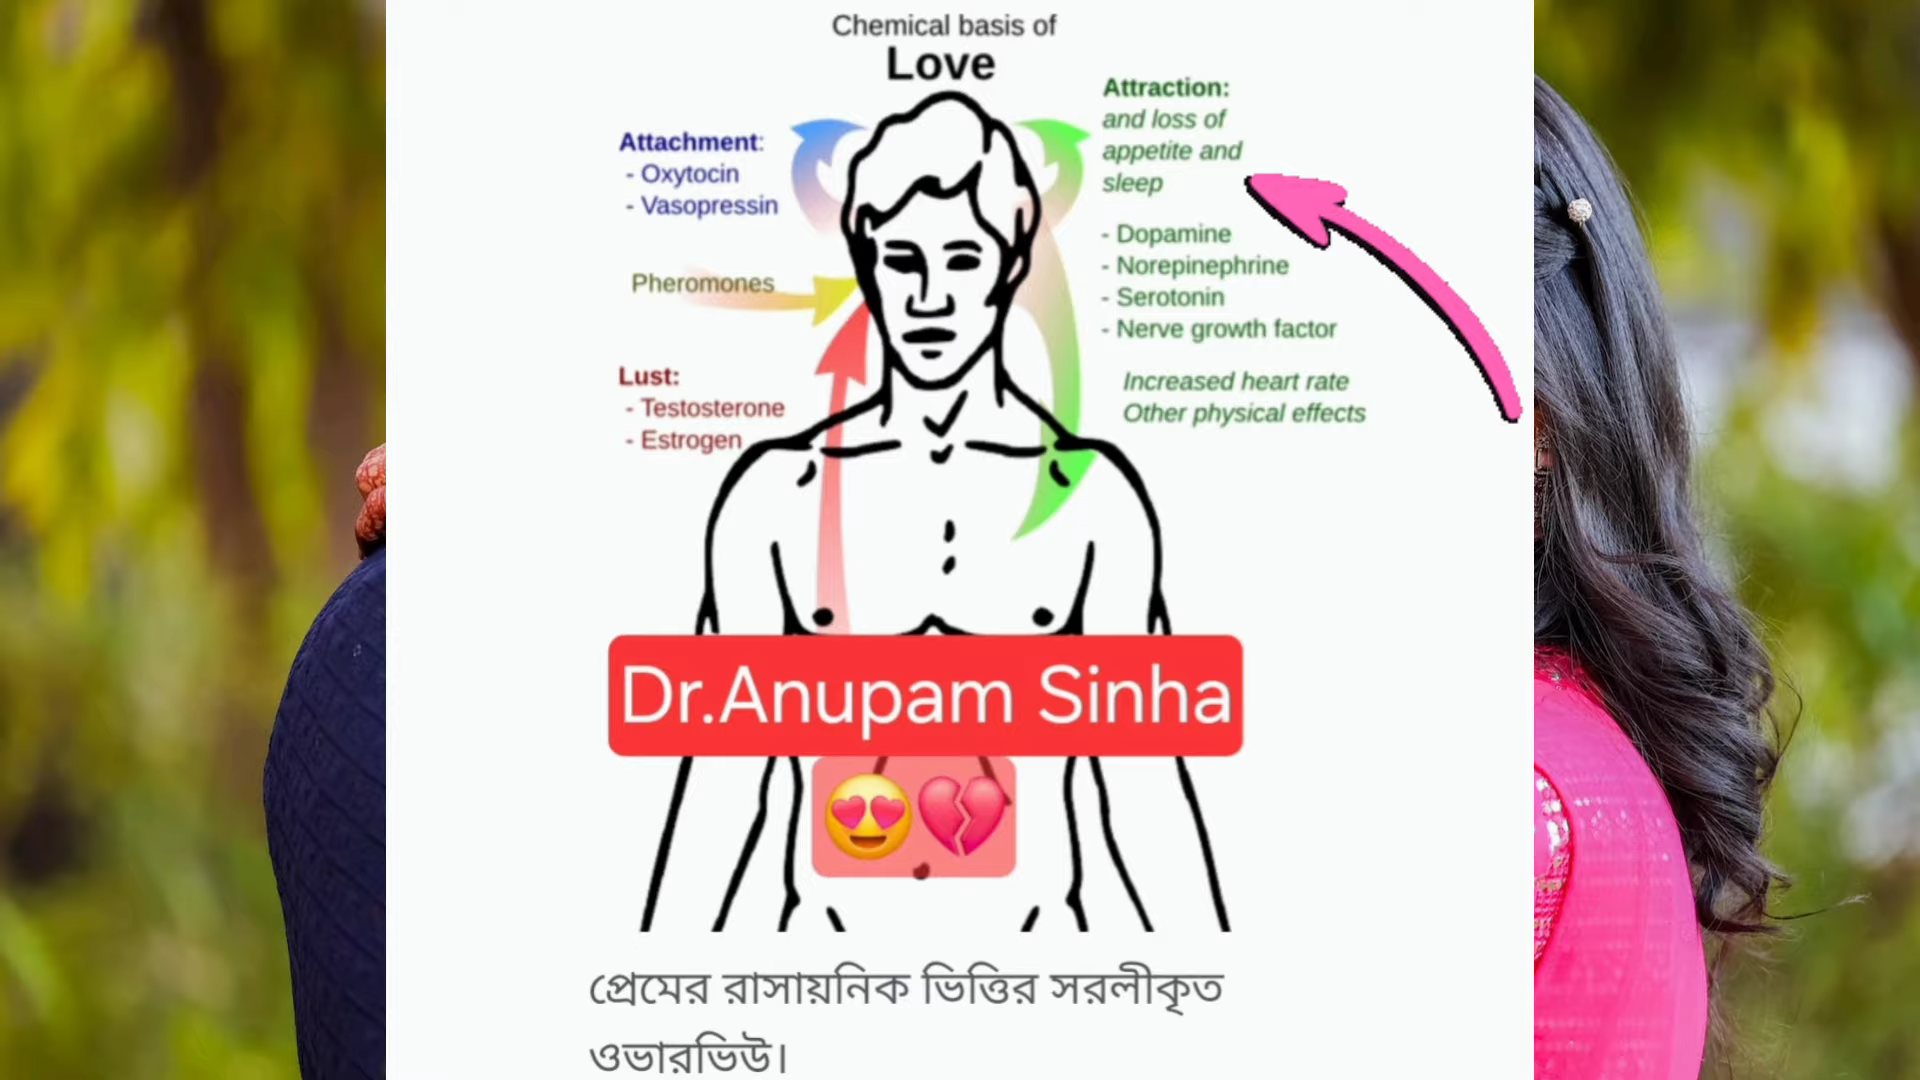 Chemical basis of
Love
Attachment:
- Oxytocin
- Vasopressin
Pheromones
Lust:
- Testosterone
- Estrogen
Attraction:
and loss of
appetite and
sleep
- Dopamine
- Norepinephrine
- Serotonin
- Nerve growth factor
Increased heart rate
Other physical effects
Dr.Anupam Sinha
😍💔
প্রেমের রাসায়নিক ভিত্তির সরলীকৃত
ওভারভিউ।